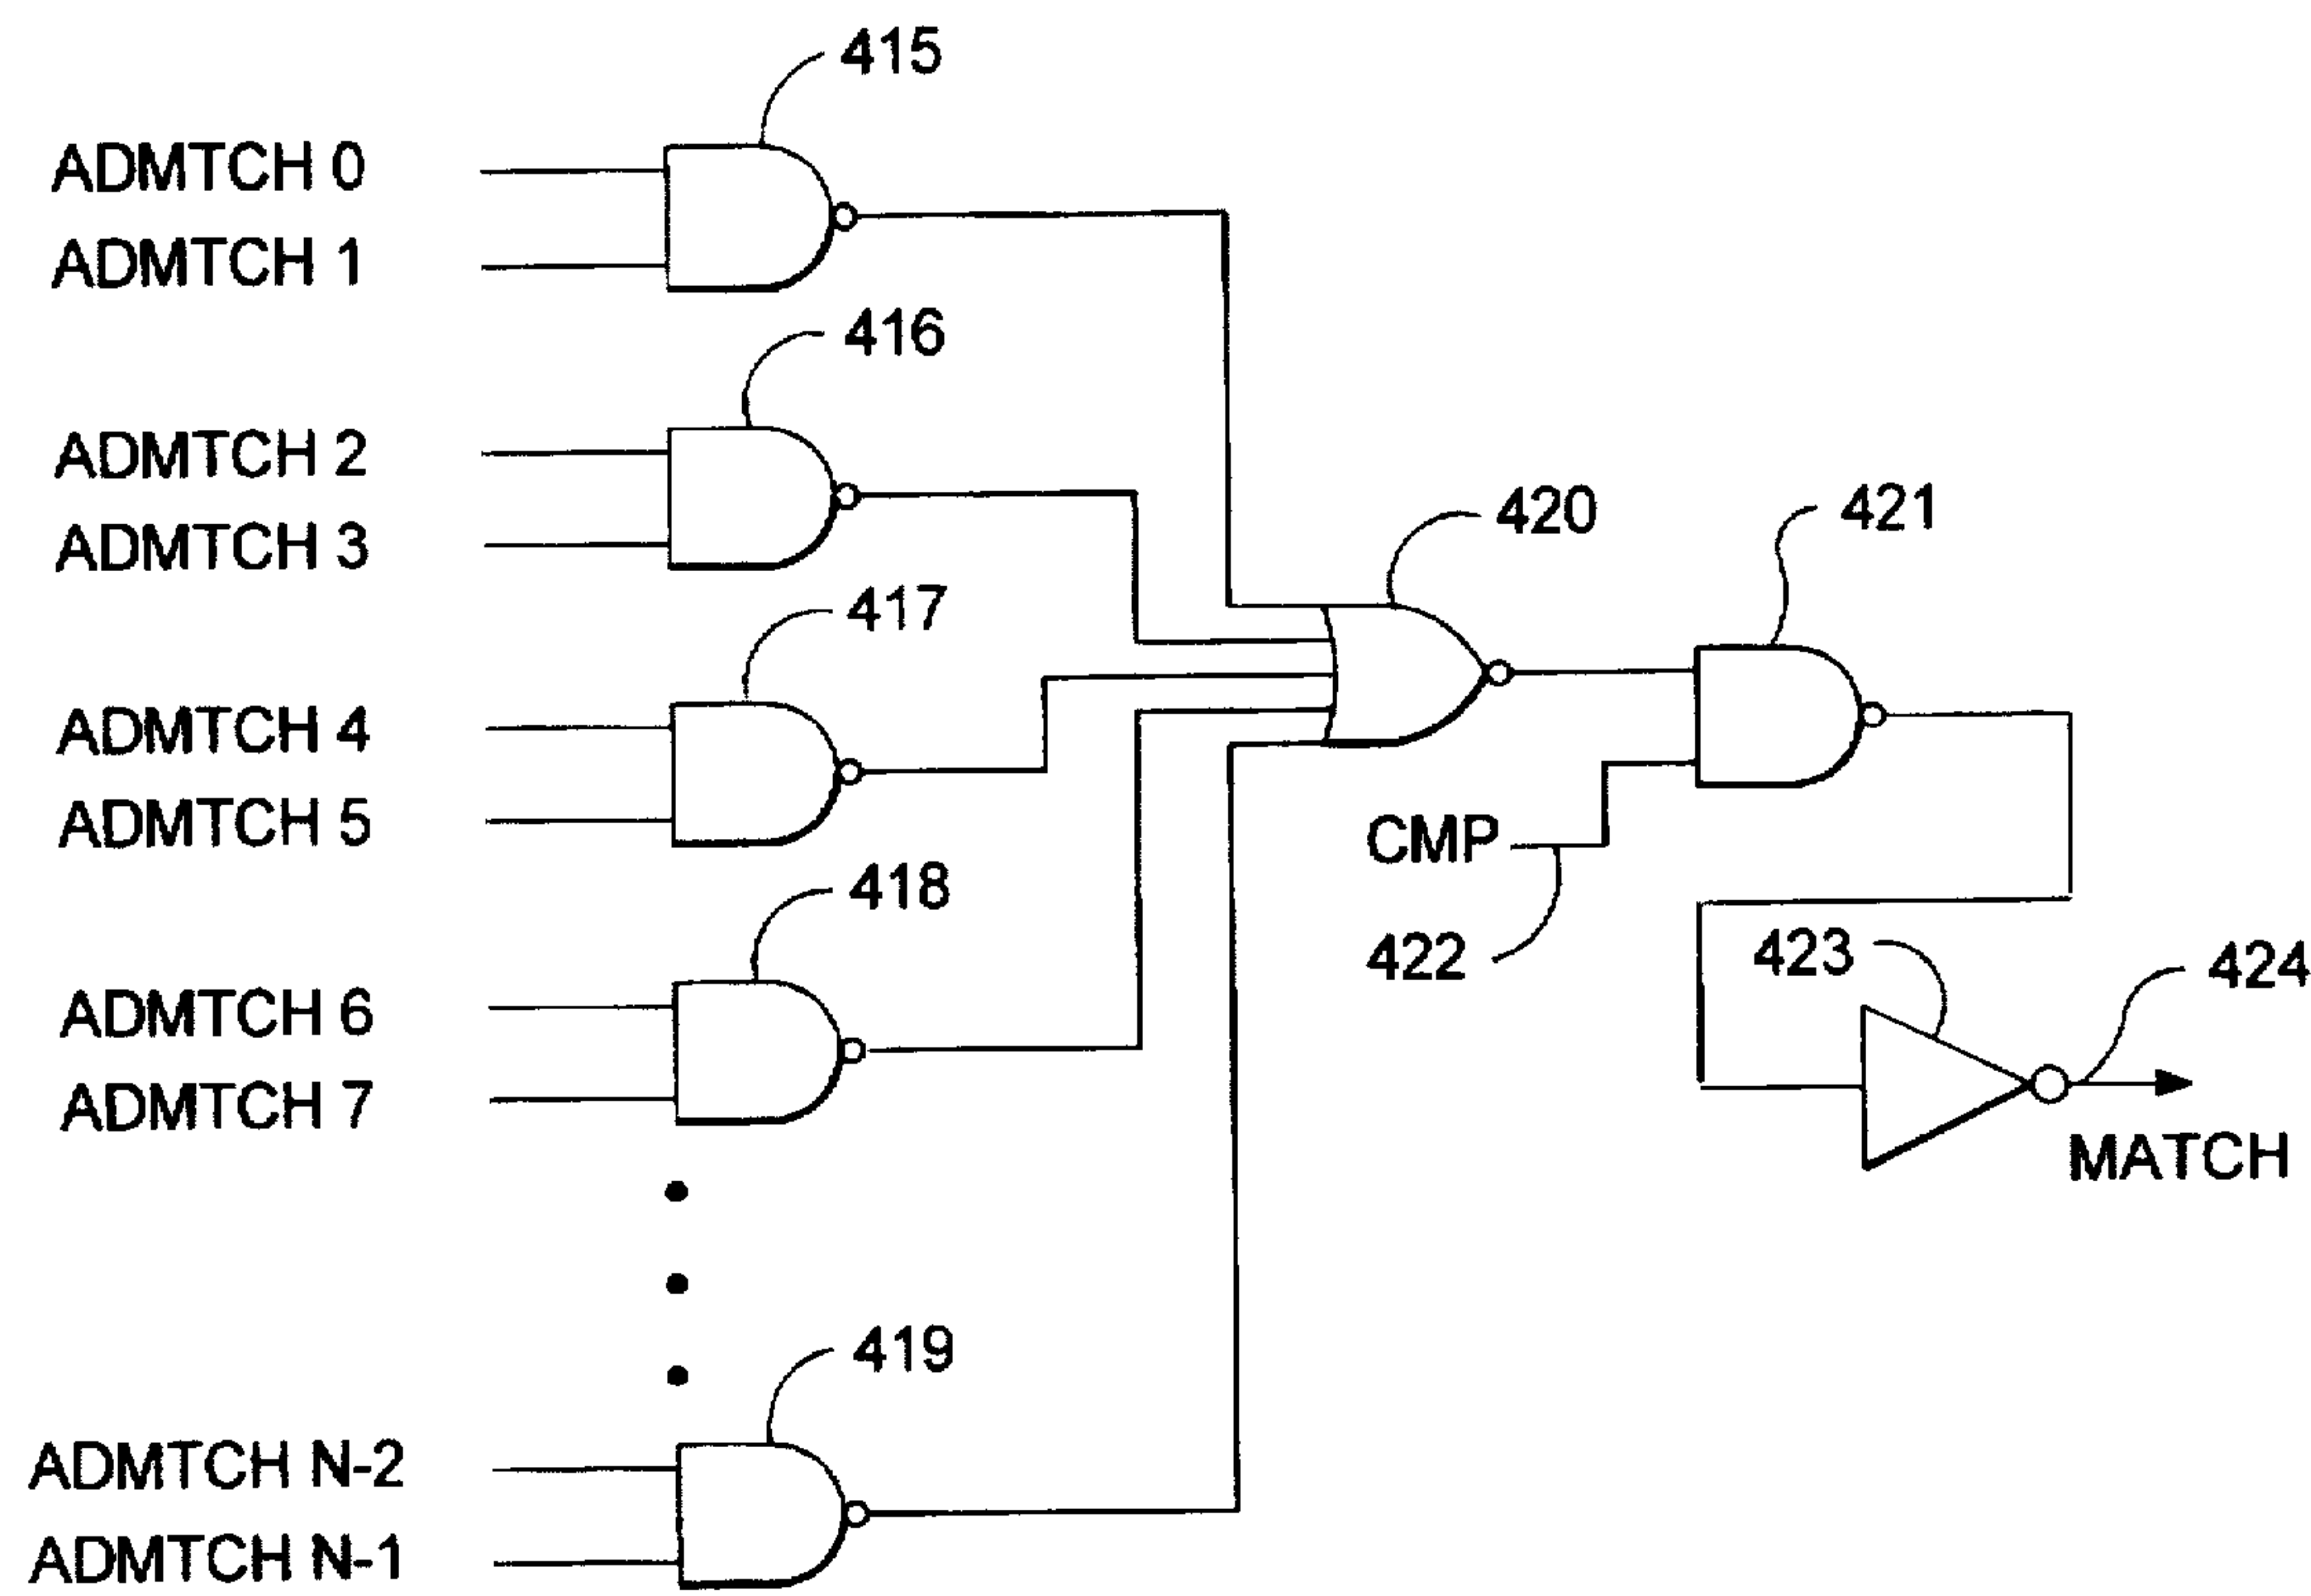 415
ADMTCH 0
ADMTCH 1
416
ADMTCH 2
ADMTCH 3
417
420
421
ADMTCH 4
ADMTCH 5
CMP
418
422
423
424
ADMTCH 6
ADMTCH 7
MATCH
419
ADMTCH N-2
ADMTCH N-1